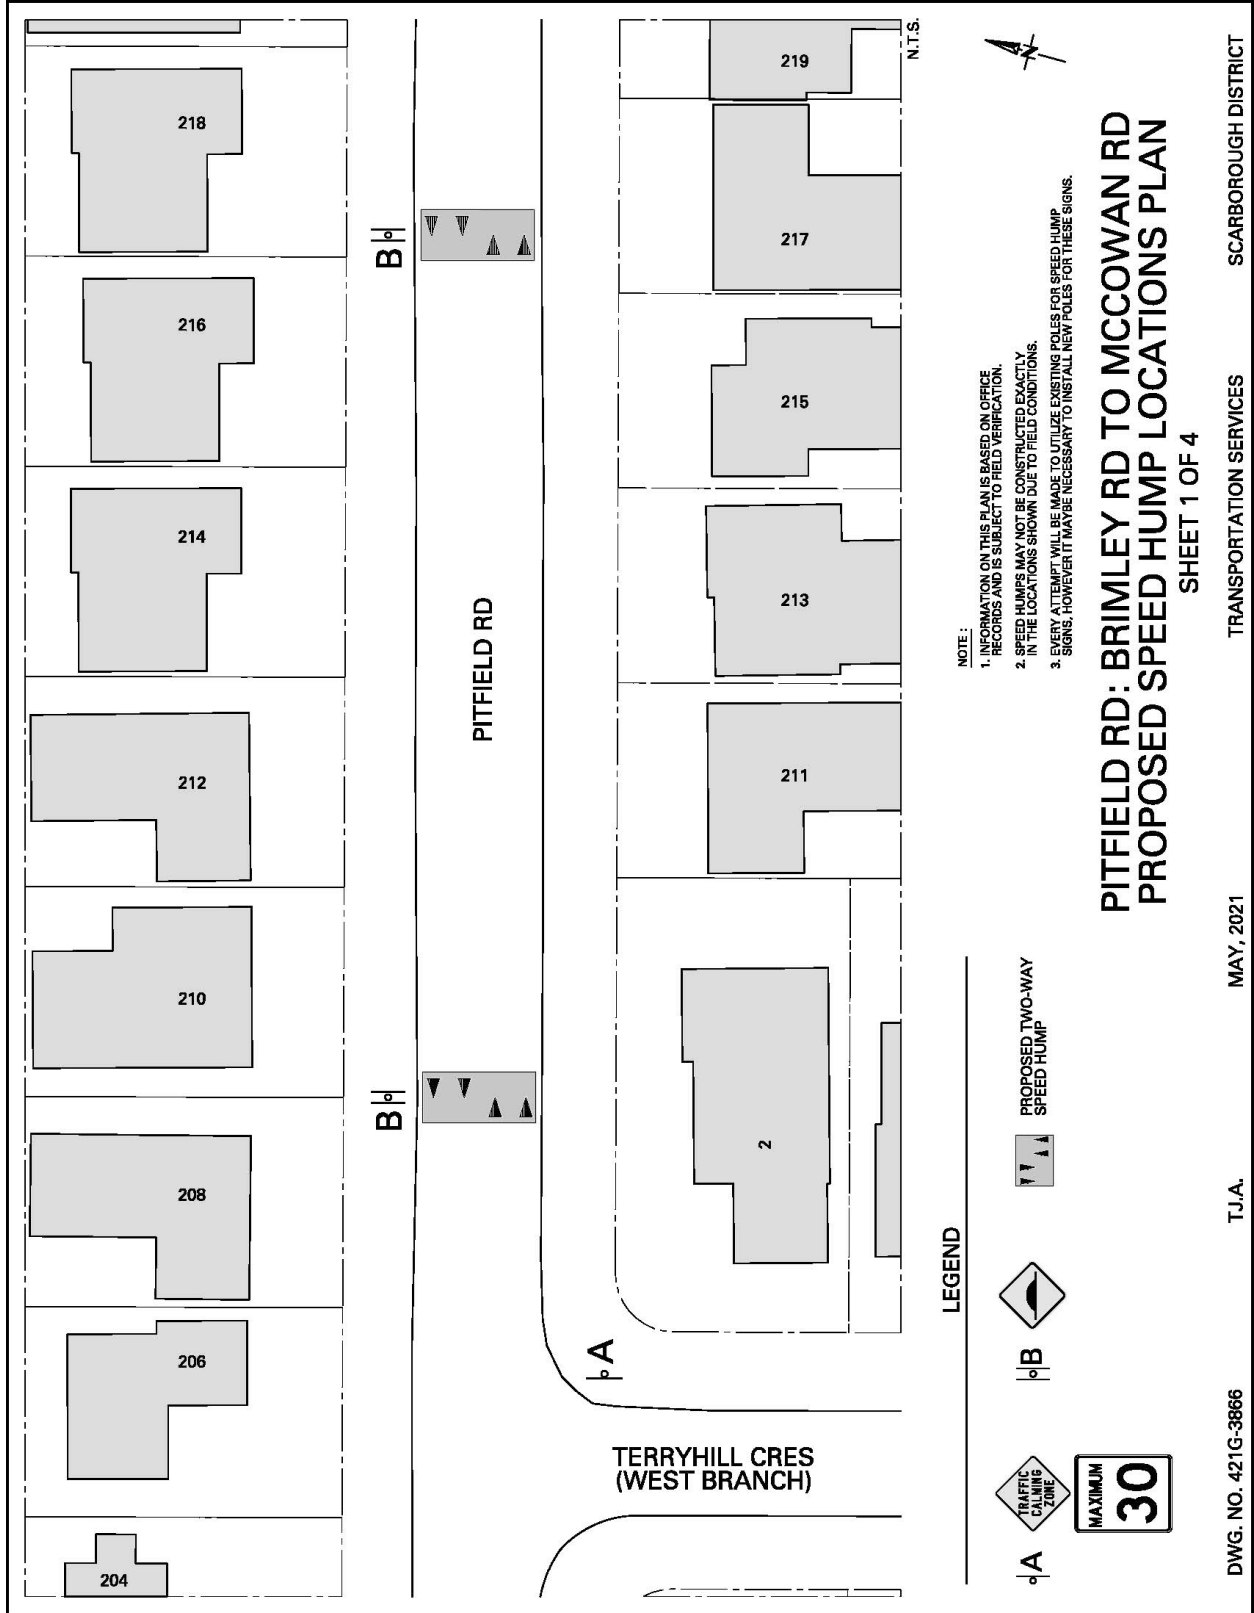 204
206
208
210
212
214
216
218
B
B
PITFIELD RD
A
TERRYHILL CRES
(WEST BRANCH)
2
211
213
215
217
219
N.T.S.
N
LEGEND
A
TRAFFIC
CALMING
ZONE
MAXIMUM
30
B
PROPOSED TWO-WAY
SPEED HUMP
NOTE :
1. INFORMATION ON THIS PLAN IS BASED ON OFFICE
RECORDS AND IS SUBJECT TO FIELD VERIFICATION.
2. SPEED HUMPS MAY NOT BE CONSTRUCTED EXACTLY
IN THE LOCATIONS SHOWN DUE TO FIELD CONDITIONS.
3. EVERY ATTEMPT WILL BE MADE TO UTILIZE EXISTING POLES FOR SPEED HUMP
SIGNS, HOWEVER IT MAYBE NECESSARY TO INSTALL NEW POLES FOR THESE SIGNS.
PITFIELD RD: BRIMLEY RD TO MCCOWAN RD
PROPOSED SPEED HUMP LOCATIONS PLAN
SHEET 1 OF 4
DWG. NO. 421G-3866
T.J.A.
MAY, 2021
TRANSPORTATION SERVICES
SCARBOROUGH DISTRICT